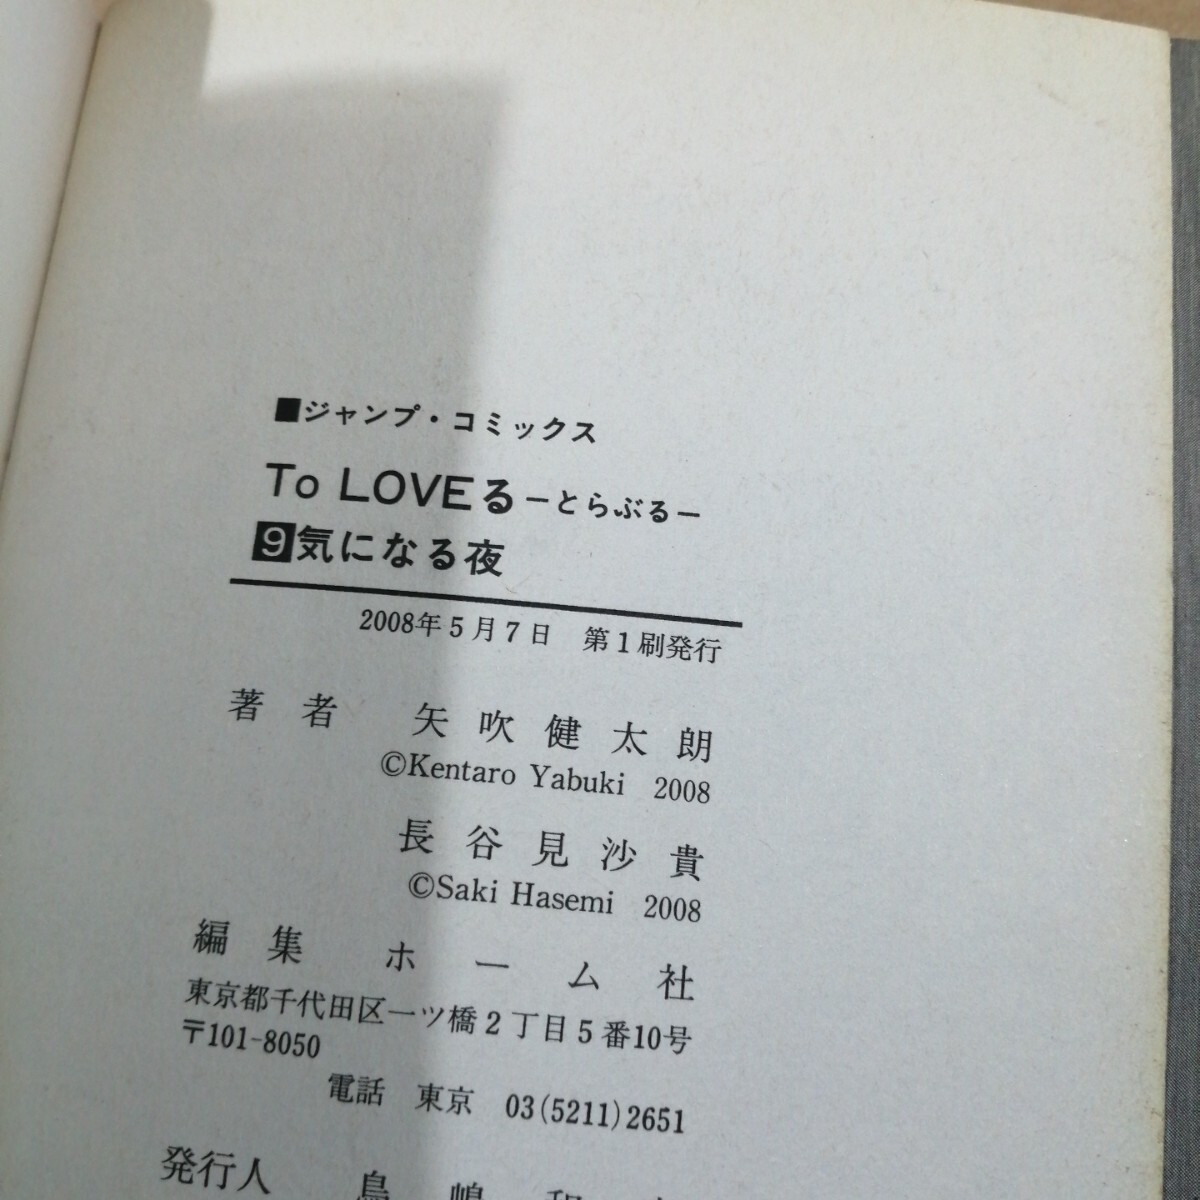 ■ジャンプ・コミックス
To LOVEる－とらぶる－
9気になる夜
2008年5月7日　第1刷発行
著者　矢吹健太朗
©Kentaro Yabuki 2008
長谷見沙貴
©Saki Hasemi 2008
編集　ホーム社
東京都千代田区一ツ橋2丁目5番10号
〒101-8050
電話　東京　03(5211)2651
発行人　鳥嶋和